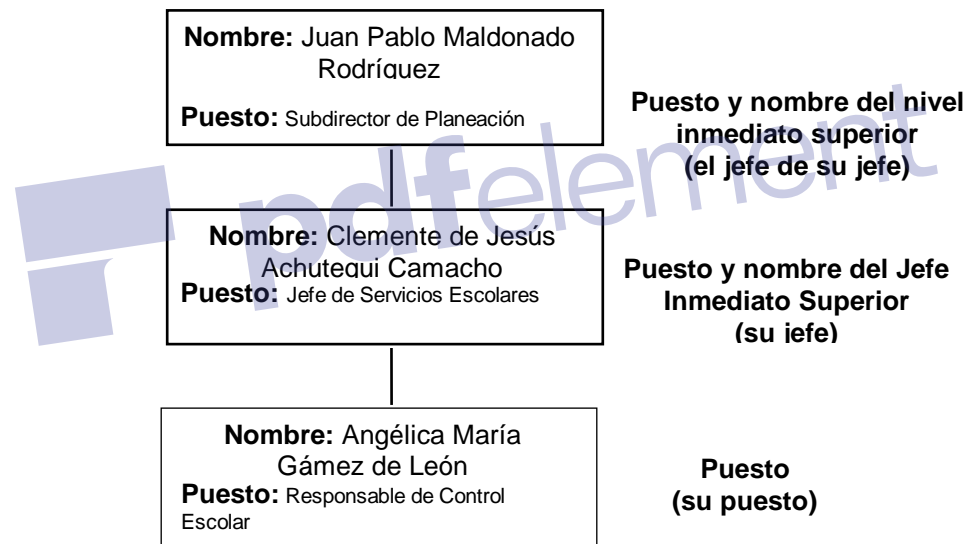 Nombre: Juan Pablo Maldonado
Rodríguez
Puesto: Subdirector de Planeación
Puesto y nombre del nivel
inmediato superior
(el jefe de su jefe)
pdfelement
Nombre: Clemente de Jesús
Achutegui Camacho
Puesto: Jefe de Servicios Escolares
Puesto y nombre del Jefe
Inmediato Superior
(su jefe)
Nombre: Angélica María
Gámez de León
Puesto: Responsable de Control
Escolar
Puesto
(su puesto)